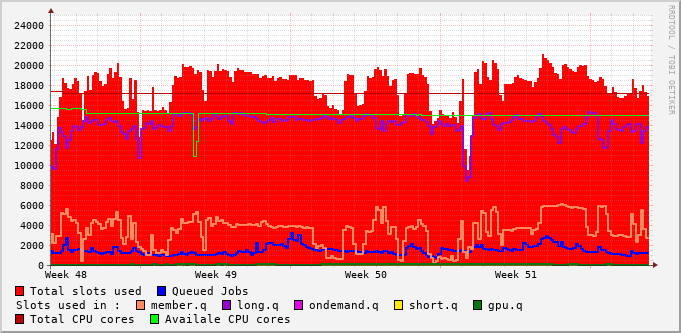 RRDTOOL / TOBI OETIKER
24000
22000
20000
18000
16000
14000
12000
10000
8000
6000
4000
2000
0
Week 48 Week 49 Week 50 Week 51
Total slots used Queued Jobs
Slots used in : member.q long.q ondemand.q short.q gpu.q
Total CPU cores Availale CPU cores